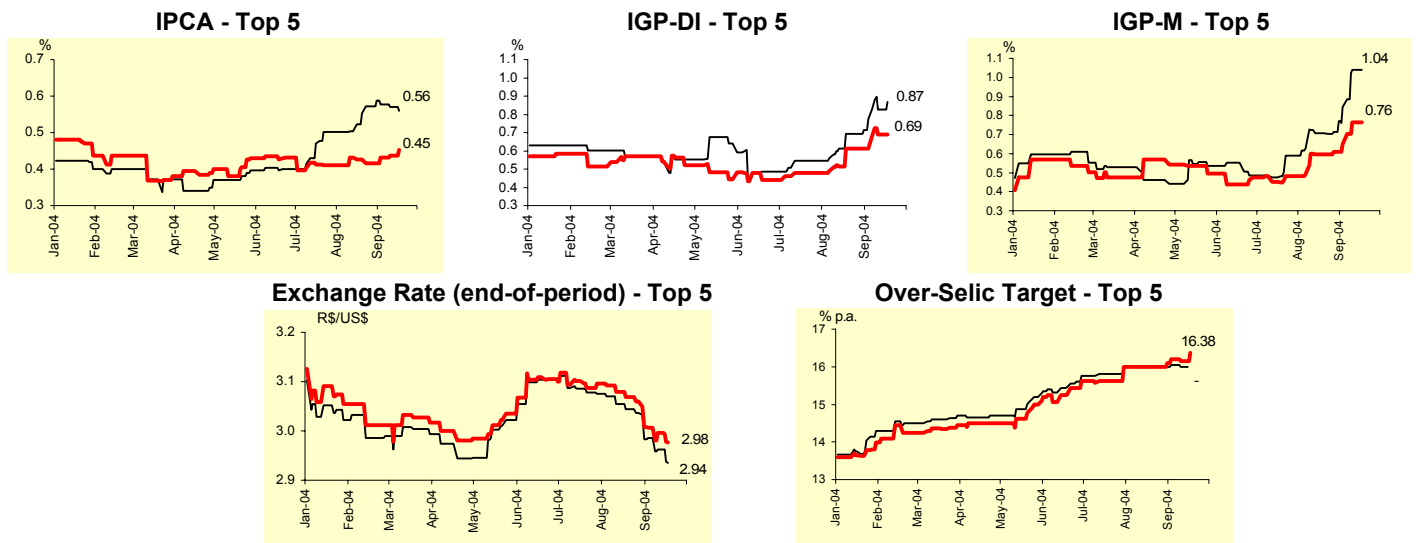 IPCA - Top 5
%
0.7
0.6
0.5
0.4
0.3
0.56
0.45
Jan-04
Feb-04
Mar-04
Apr-04
May-04
Jun-04
Jul-04
Aug-04
Sep-04
IGP-DI - Top 5
%
1.1
1.0
0.9
0.8
0.7
0.6
0.5
0.4
0.3
0.87
0.69
Jan-04
Feb-04
Mar-04
Apr-04
May-04
Jun-04
Jul-04
Aug-04
Sep-04
IGP-M - Top 5
%
1.1
1.0
0.9
0.8
0.7
0.6
0.5
0.4
0.3
1.04
0.76
Jan-04
Feb-04
Mar-04
Apr-04
May-04
Jun-04
Jul-04
Aug-04
Sep-04
Exchange Rate (end-of-period) - Top 5
R$/US$
3.2
3.1
3.0
2.9
2.98
2.94
Jan-04
Feb-04
Mar-04
Apr-04
May-04
Jun-04
Jul-04
Aug-04
Sep-04
Over-Selic Target - Top 5
% p.a.
17
16
15
14
13
16.38
-
Jan-04
Feb-04
Mar-04
Apr-04
May-04
Jun-04
Jul-04
Aug-04
Sep-04